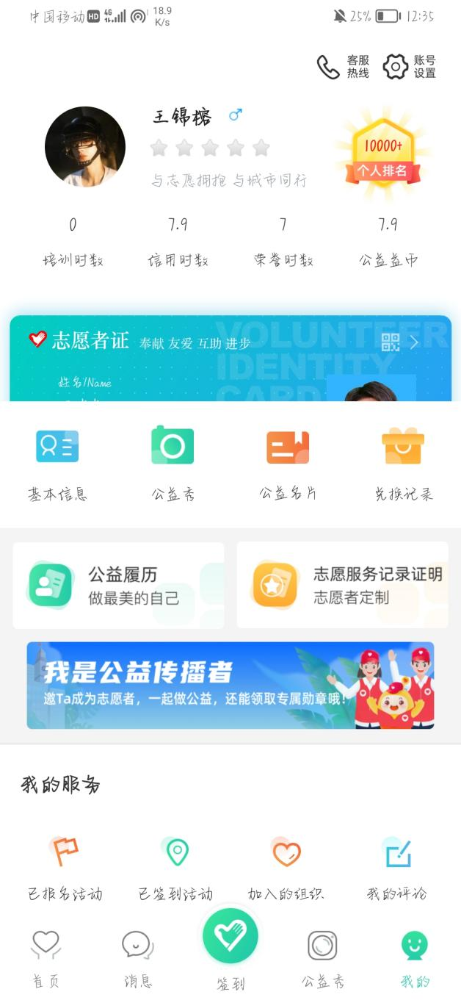 中国移动 HD 4G 18.9 K/s 25% 12:35
客服热线 账号设置
王锦榕
10000+
个人排名
与志愿拥抱 与城市同行
0 7.9 7 7.9
培训时数 信用时数 荣誉时数 公益益币
志愿者证 奉献 友爱 互助 进步
VOLUNTEER
IDENTITY
CARD
姓名/Name
基本信息 公益秀 公益名片 兑换记录
公益履历 志愿服务记录证明
做最美的自己 志愿者定制
我是公益传播者
邀Ta成为志愿者，一起做公益，还能领取专属勋章哦！
我的服务
已报名活动 已签到活动 加入的组织 我的评论
首页 消息 签到 公益秀 我的